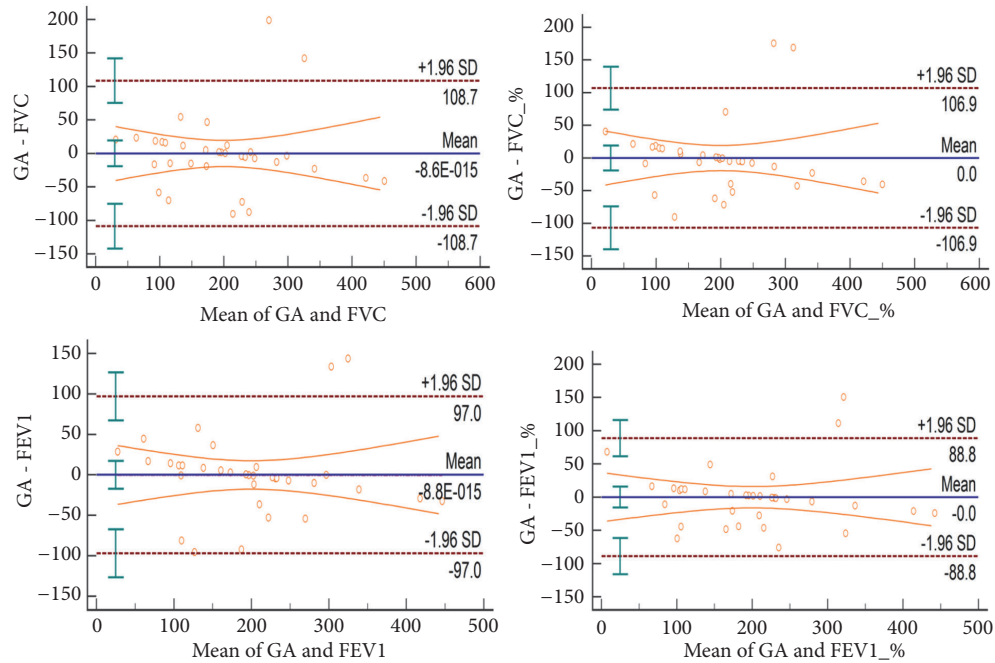 200
150
100
50
0
−50
−100
−150
GA - FVC
+1.96 SD
108.7
Mean
-8.6E-015
-1.96 SD
-108.7
0 100 200 300 400 500 600
Mean of GA and FVC
200
150
100
50
0
−50
−100
−150
GA - FVC_%
+1.96 SD
106.9
Mean
0.0
-1.96 SD
-106.9
0 100 200 300 400 500 600
Mean of GA and FVC_%
150
100
50
0
−50
−100
−150
GA - FEV1
+1.96 SD
97.0
Mean
-8.8E-015
-1.96 SD
-97.0
0 100 200 300 400 500
Mean of GA and FEV1
200
150
100
50
0
−50
−100
−150
GA - FEV1_%
+1.96 SD
88.8
Mean
-0.0
-1.96 SD
-88.8
0 100 200 300 400 500
Mean of GA and FEV1_%